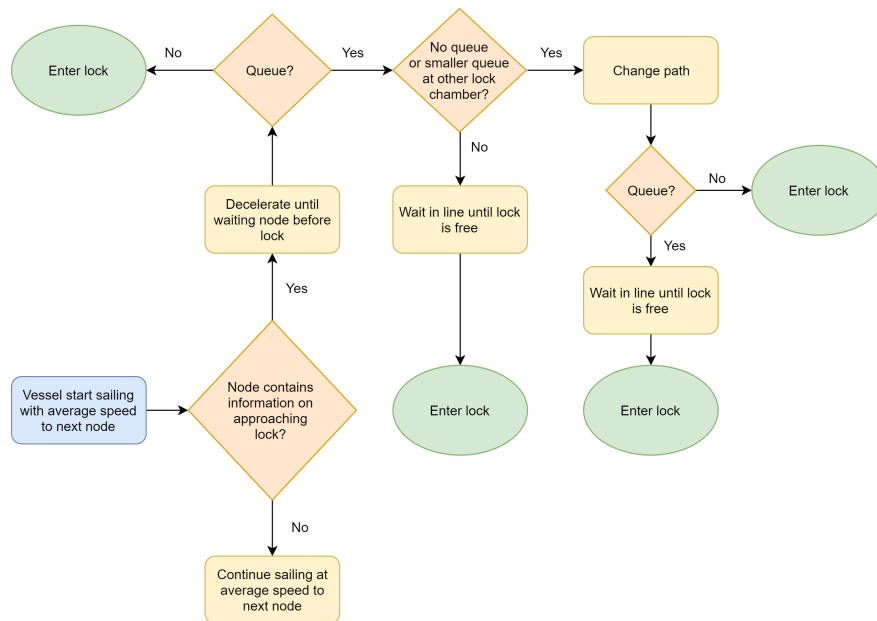 Enter lock
No
Queue?
Yes
No queue
or smaller queue
at other lock
chamber?
Yes
Change path
No
Queue?
No
Enter lock
Decelerate until
waiting node before
lock
Wait in line until lock
is free
Yes
Wait in line until lock
is free
Yes
Vessel start sailing
with average speed
to next node
Node contains
information on
approaching
lock?
Enter lock
Enter lock
No
Continue sailing at
average speed to
next node